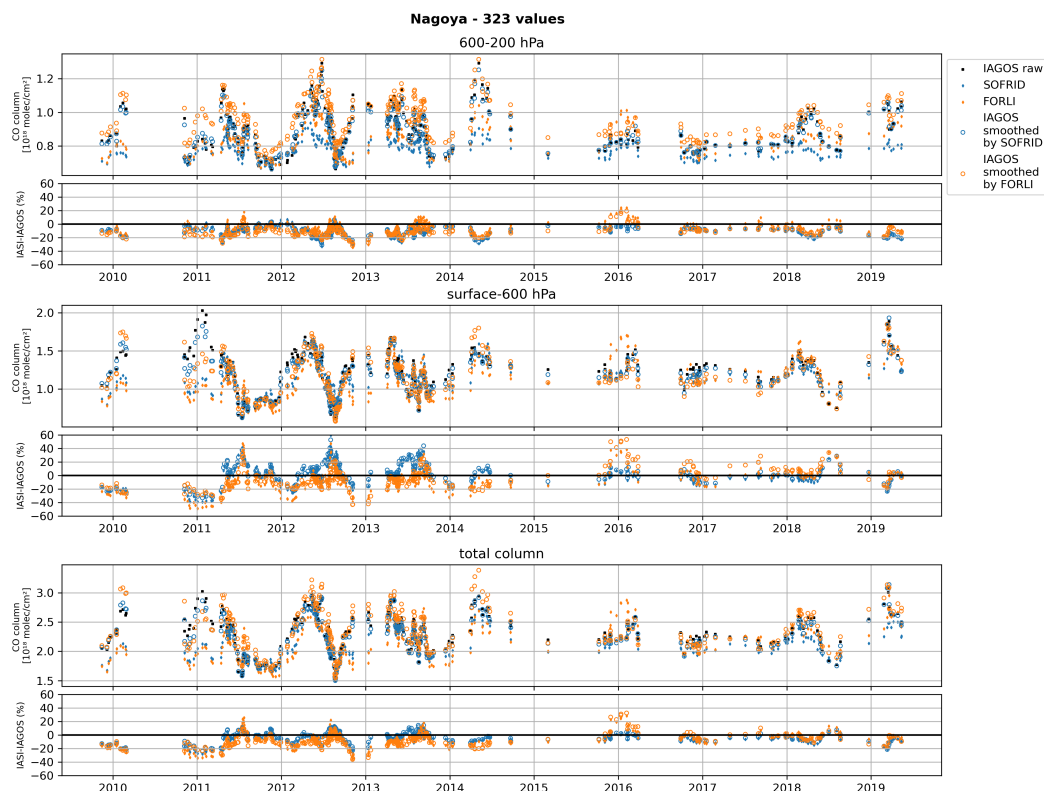 Nagoya - 323 values
600-200 hPa
CO column
[10¹⁸ molec/cm²]
1.2
1.0
0.8
IASI-IAGOS (%)
60
40
20
0
−20
−40
−60
2010 2011 2012 2013 2014 2015 2016 2017 2018 2019
IAGOS raw
SOFRID
FORLI
IAGOS
smoothed
by SOFRID
IAGOS
smoothed
by FORLI
surface-600 hPa
CO column
[10¹⁸ molec/cm²]
2.0
1.5
1.0
IASI-IAGOS (%)
60
40
20
0
−20
−40
−60
2010 2011 2012 2013 2014 2015 2016 2017 2018 2019
total column
CO column
[10¹⁸ molec/cm²]
3.0
2.5
2.0
1.5
IASI-IAGOS (%)
60
40
20
0
−20
−40
−60
2010 2011 2012 2013 2014 2015 2016 2017 2018 2019